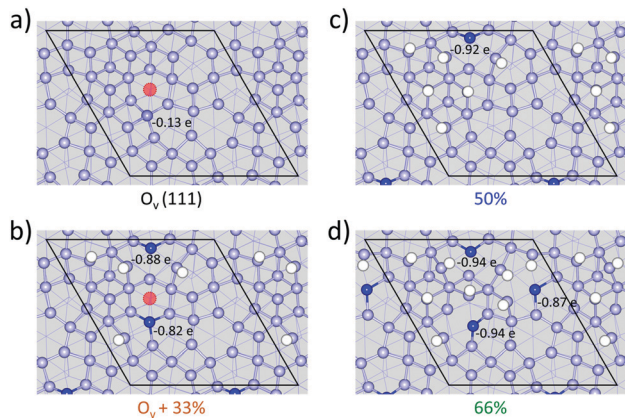 a)
-0.13 e
Oᵥ (111)
c)
-0.92 e
50%
b)
-0.88 e
-0.82 e
Oᵥ + 33%
d)
-0.94 e
-0.87 e
-0.94 e
66%